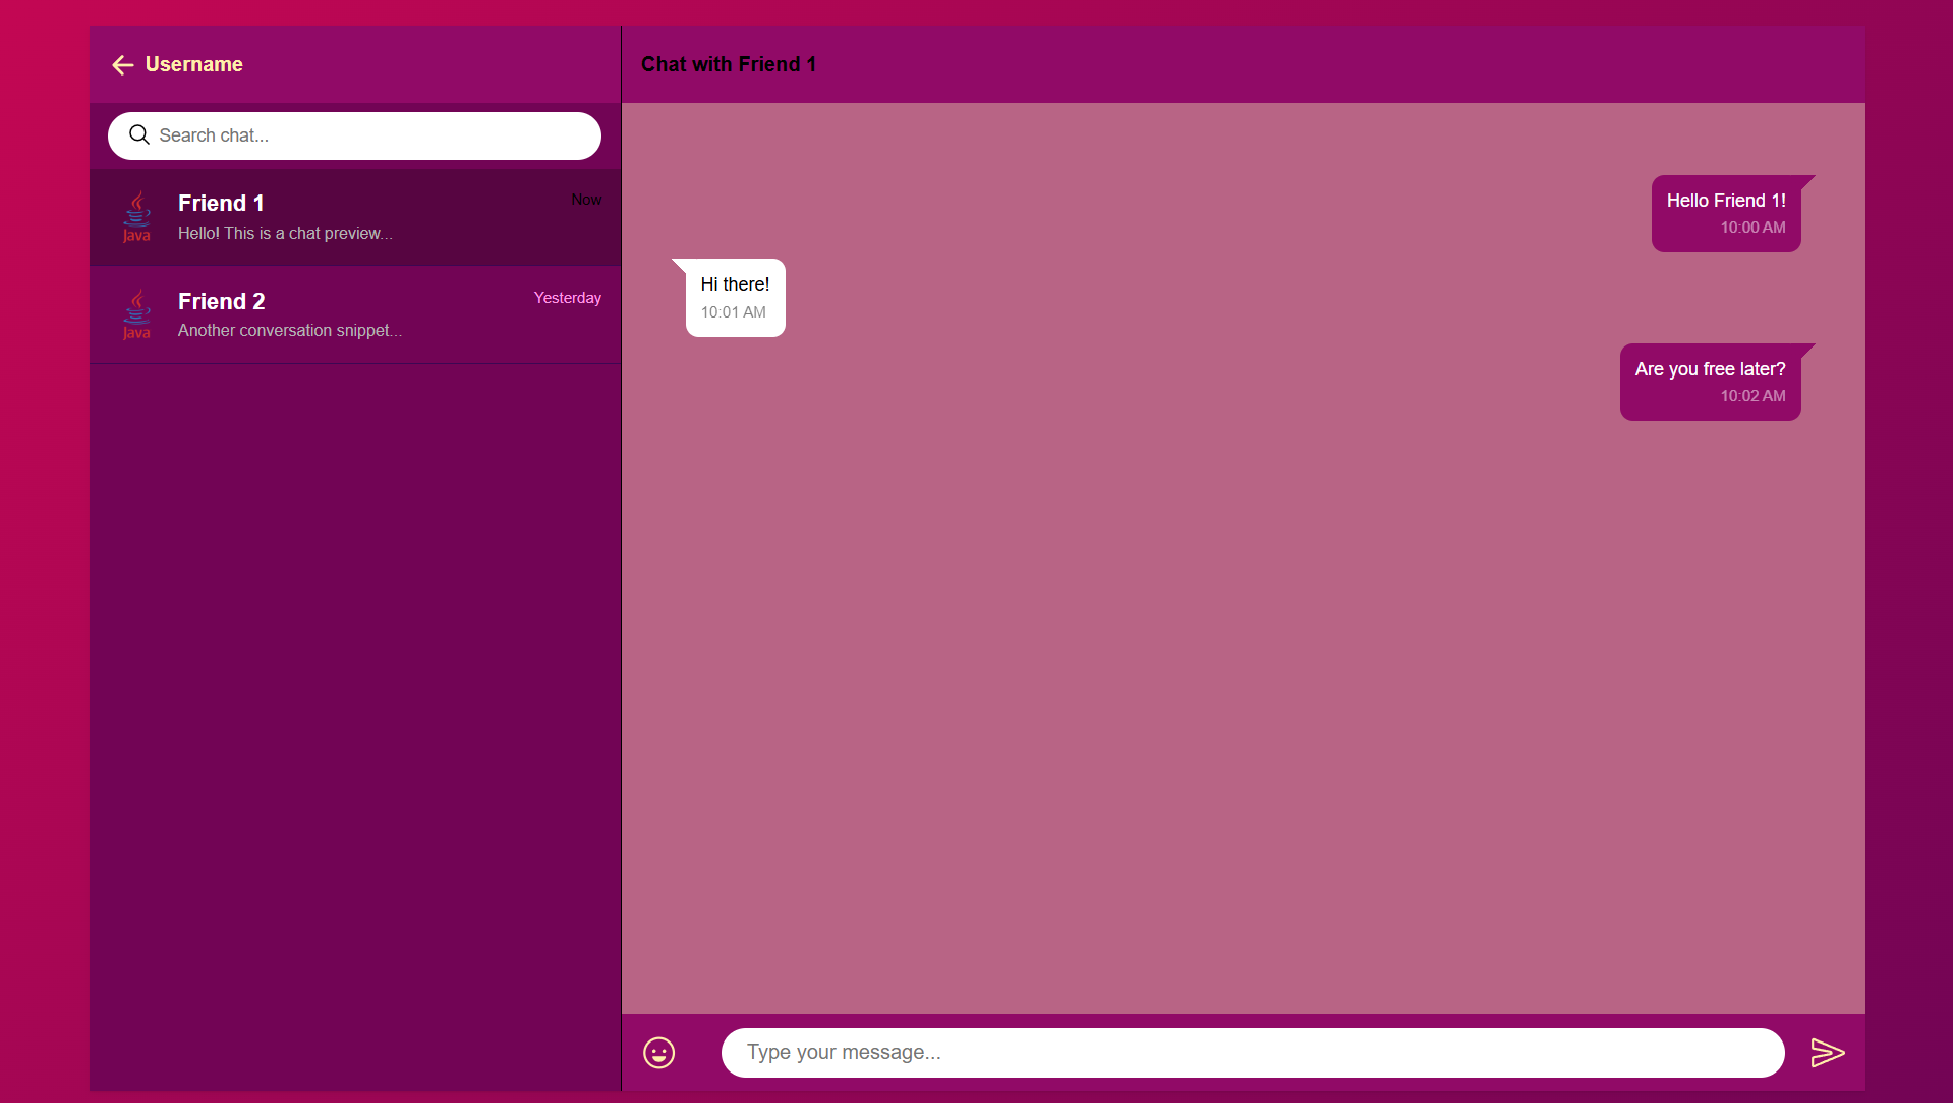 Username
Search chat...
Java
Friend 1
Now
Hello! This is a chat preview...
Java
Friend 2
Yesterday
Another conversation snippet...
Chat with Friend 1
Hello Friend 1!
10:00 AM
Hi there!
10:01 AM
Are you free later?
10:02 AM
Type your message...